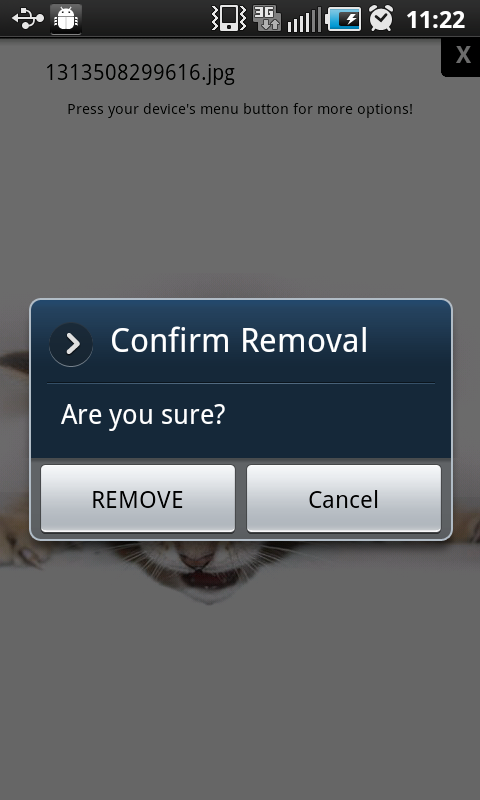 3G 11:22
X
1313508299616.jpg
Press your device's menu button for more options!
Confirm Removal
Are you sure?
REMOVE Cancel